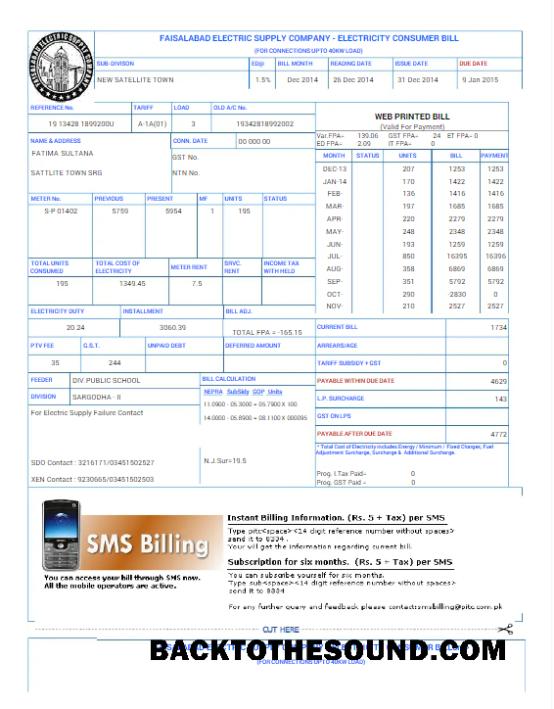 FAISALABAD ELECTRIC SUPPLY COMPANY - ELECTRICITY CONSUMER BILL
(FOR CONNECTIONS UPTO 40KW LOAD)
SUB-DIVISON ED@ BILL MONTH READING DATE ISSUE DATE DUE DATE
NEW SATELLITE TOWN 1.5% Dec 2014 26 Dec 2014 31 Dec 2014 9 Jan 2015
REFERENCE No. TARIFF LOAD OLD A/C No.
19 13428 1899200U A-1A(01) 3 19342818992002
WEB PRINTED BILL
(Valid For Payment)
Var.FPA= 139.06 GST FPA= 24 ET FPA= 0
ED FPA= 2.09 IT FPA= 0
NAME & ADDRESS CONN. DATE 00 000 00
FATIMA SULTANA
GST No.
SATTLITE TOWN SRG NTN No.
MONTH STATUS UNITS BILL PAYMENT
DEC-13 207 1253 1253
JAN-14 170 1422 1422
FEB- 136 1416 1416
MAR- 197 1685 1685
APR- 220 2279 2279
MAY- 248 2348 2348
JUN- 193 1259 1259
JUL- 850 16395 16396
AUG- 358 6869 6869
SEP- 351 5792 5792
OCT- 290 -2830 0
NOV- 210 2527 2527
METER No. PREVIOUS PRESENT MF UNITS STATUS
S-P 01402 5759 5954 1 195
TOTAL UNITS CONSUMED TOTAL COST OF ELECTRICITY METER RENT SRVC. RENT INCOME TAX WITH HELD
195 1349.45 7.5
ELECTRICITY DUTY INSTALLMENT BILL ADJ.
20.24 3060.39 TOTAL FPA = -165.15
PTV FEE G.S.T. UNPAID DEBT DEFERRED AMOUNT
35 244
CURRENT BILL 1734
ARREARS/AGE
TARIFF SUBSIDY + GST 0
PAYABLE WITHIN DUE DATE 4629
L.P. SURCHARGE 143
GST ON LPS
PAYABLE AFTER DUE DATE 4772
FEEDER DIV.PUBLIC SCHOOL
DIVISION SARGODHA - II
For Electric Supply Failure Contact
SDO Contact : 3216171/03451502527
XEN Contact : 9230665/03451502503
BILL CALCULATION
NEPRA SubSidy GOP Units
11.0900 - 05.3000 = 05.7900 X 100
14.0000 - 05.8900 = 08.1100 X 000095
N.J.Sur=19.5
* Total Cost of Electricity includes Energy / Minimum / Fixed Charges, Fuel
Adjustment Surcharge, Surcharge & Additional Surcharge.
Prog. I.Tax Paid= 0
Prog. GST Paid= 0
SMS Billing
You can access your bill through SMS now.
All the mobile operators are active.
Instant Billing Information. (Rs. 5 + Tax) per SMS
Type pitc<space><14 digit reference number without spaces>
send it to 8334.
Your will get the information regarding current bill.
Subscription for six months. (Rs. 5 + Tax) per SMS
You can subscribe yourself for six months.
Type sub<space><14 digit reference number without spaces>
send it to 8334
For any further query and feedback please contact:smsbilling@pitc.com.pk
CUT HERE
BACKTOTHESOUND.COM
(FOR CONNECTIONS UPTO 40KW LOAD)